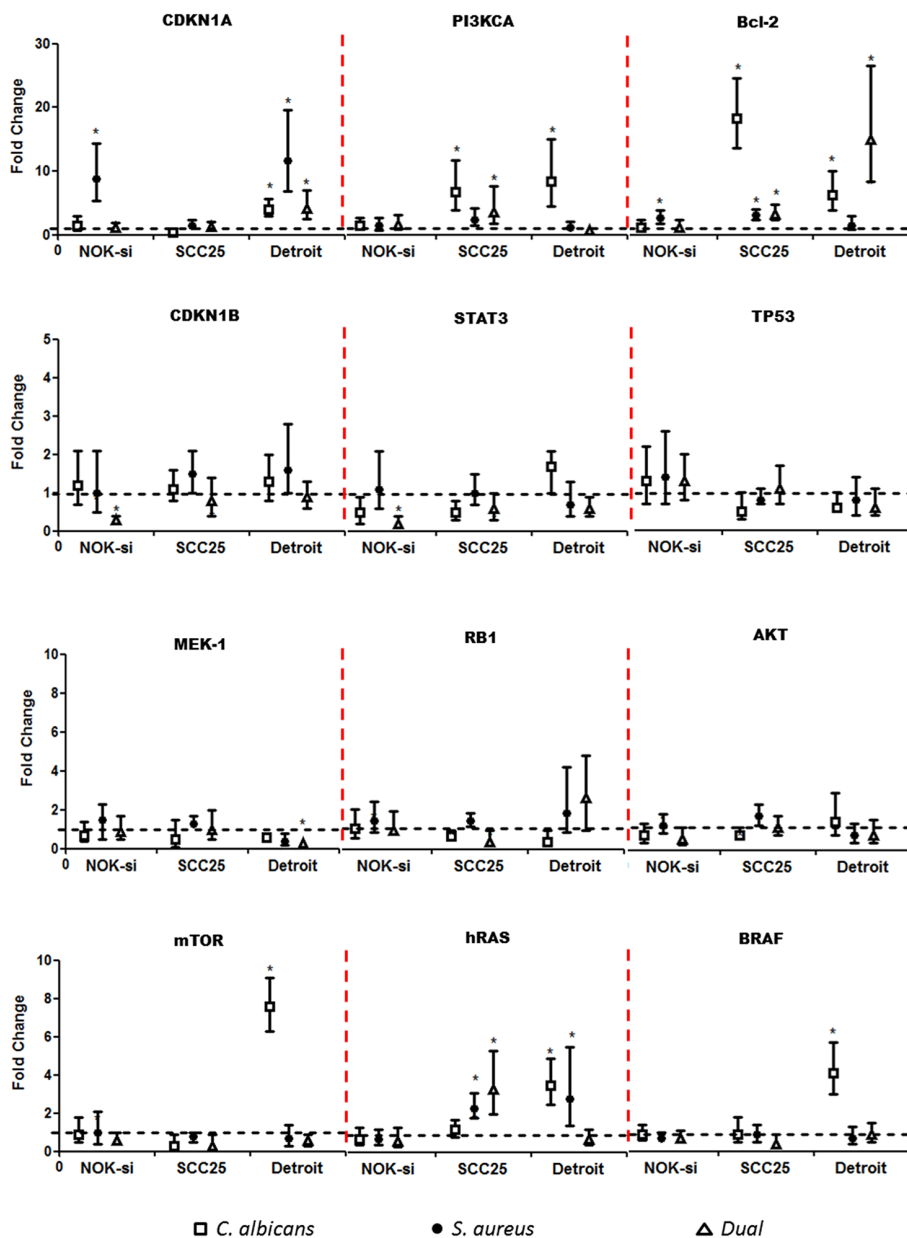 CDKN1A PI3KCA Bcl-2
30
20
10
0
Fold Change
* * * * * * * * * * * * *
NOK-si SCC25 Detroit NOK-si SCC25 Detroit NOK-si SCC25 Detroit
CDKN1B STAT3 TP53
5
4
3
2
1
0
0
Fold Change
* *
NOK-si SCC25 Detroit NOK-si SCC25 Detroit NOK-si SCC25 Detroit
MEK-1 RB1 AKT
10
8
6
4
2
0
0
Fold Change
*
NOK-si SCC25 Detroit NOK-si SCC25 Detroit NOK-si SCC25 Detroit
mTOR hRAS BRAF
10
8
6
4
2
0
0
Fold Change
* * * * * *
NOK-si SCC25 Detroit NOK-si SCC25 Detroit NOK-si SCC25 Detroit
C. albicans S. aureus Dual